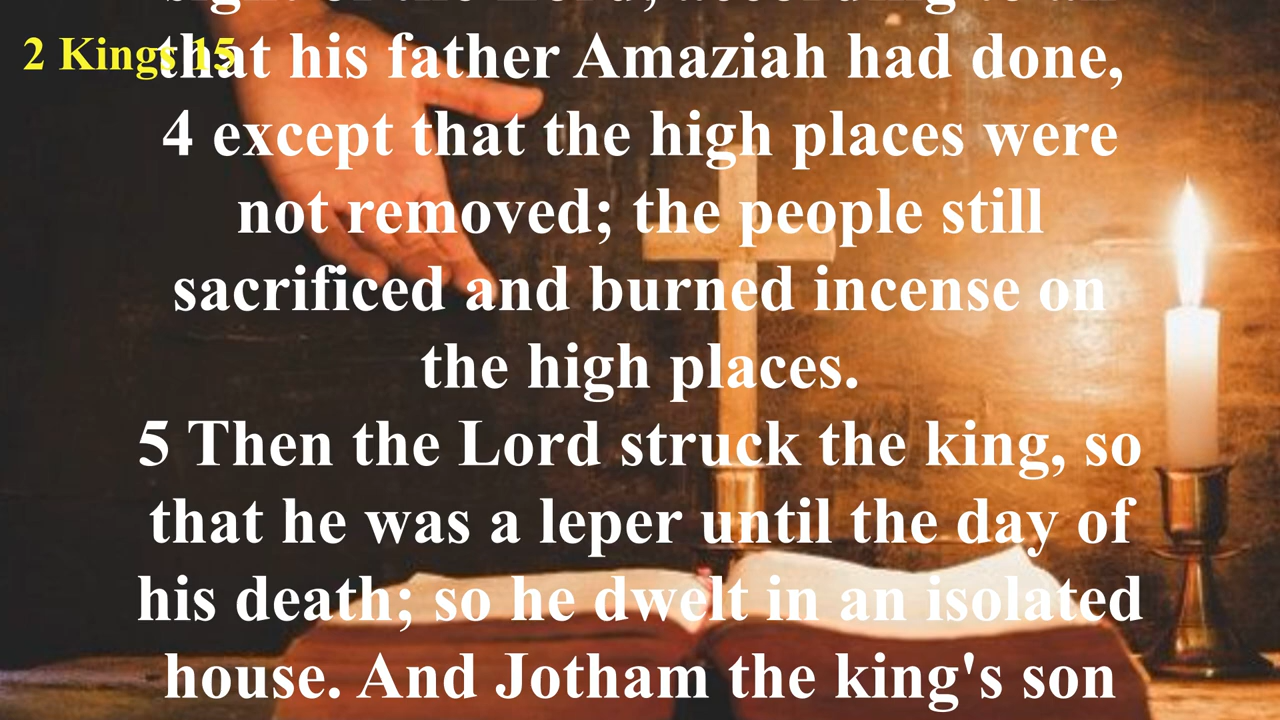 2 Kings 15
that his father Amaziah had done,
4 except that the high places were
not removed; the people still
sacrificed and burned incense on
the high places.
5 Then the Lord struck the king, so
that he was a leper until the day of
his death; so he dwelt in an isolated
house. And Jotham the king's son